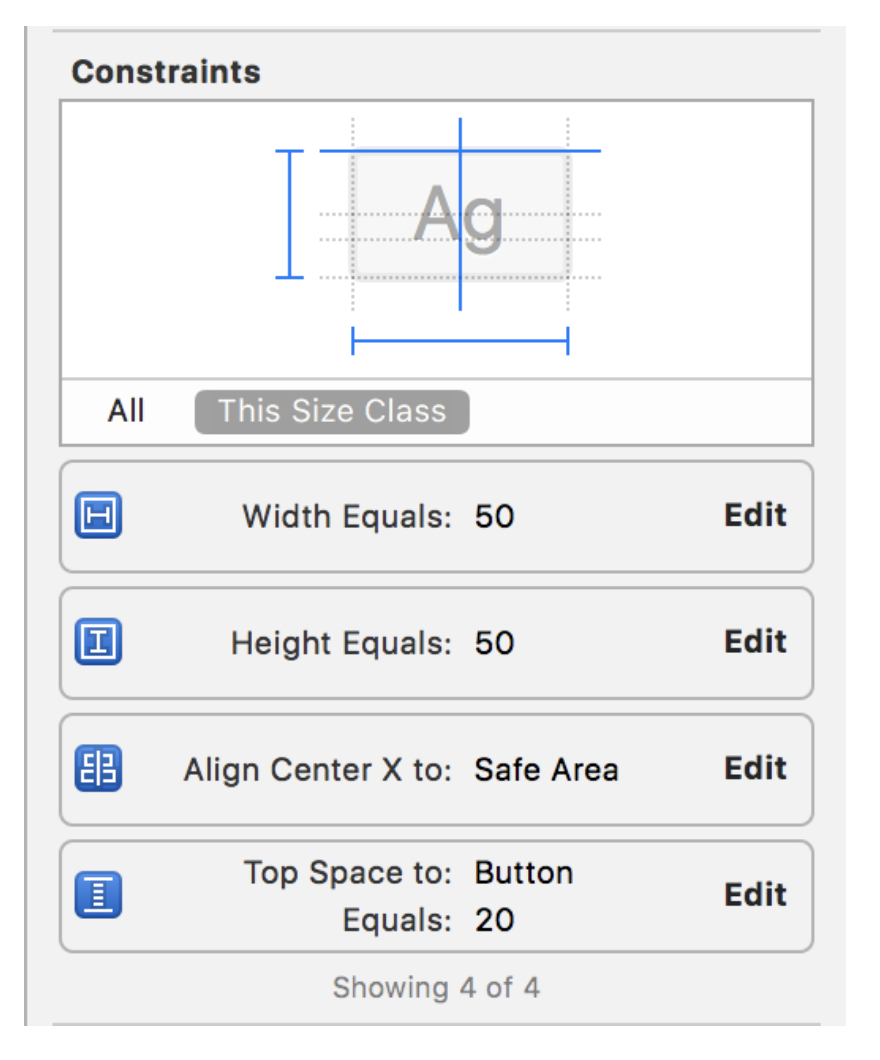 Constraints
Ag
All This Size Class
Width Equals: 50 Edit
Height Equals: 50 Edit
Align Center X to: Safe Area Edit
Top Space to: Button
Equals: 20 Edit
Showing 4 of 4